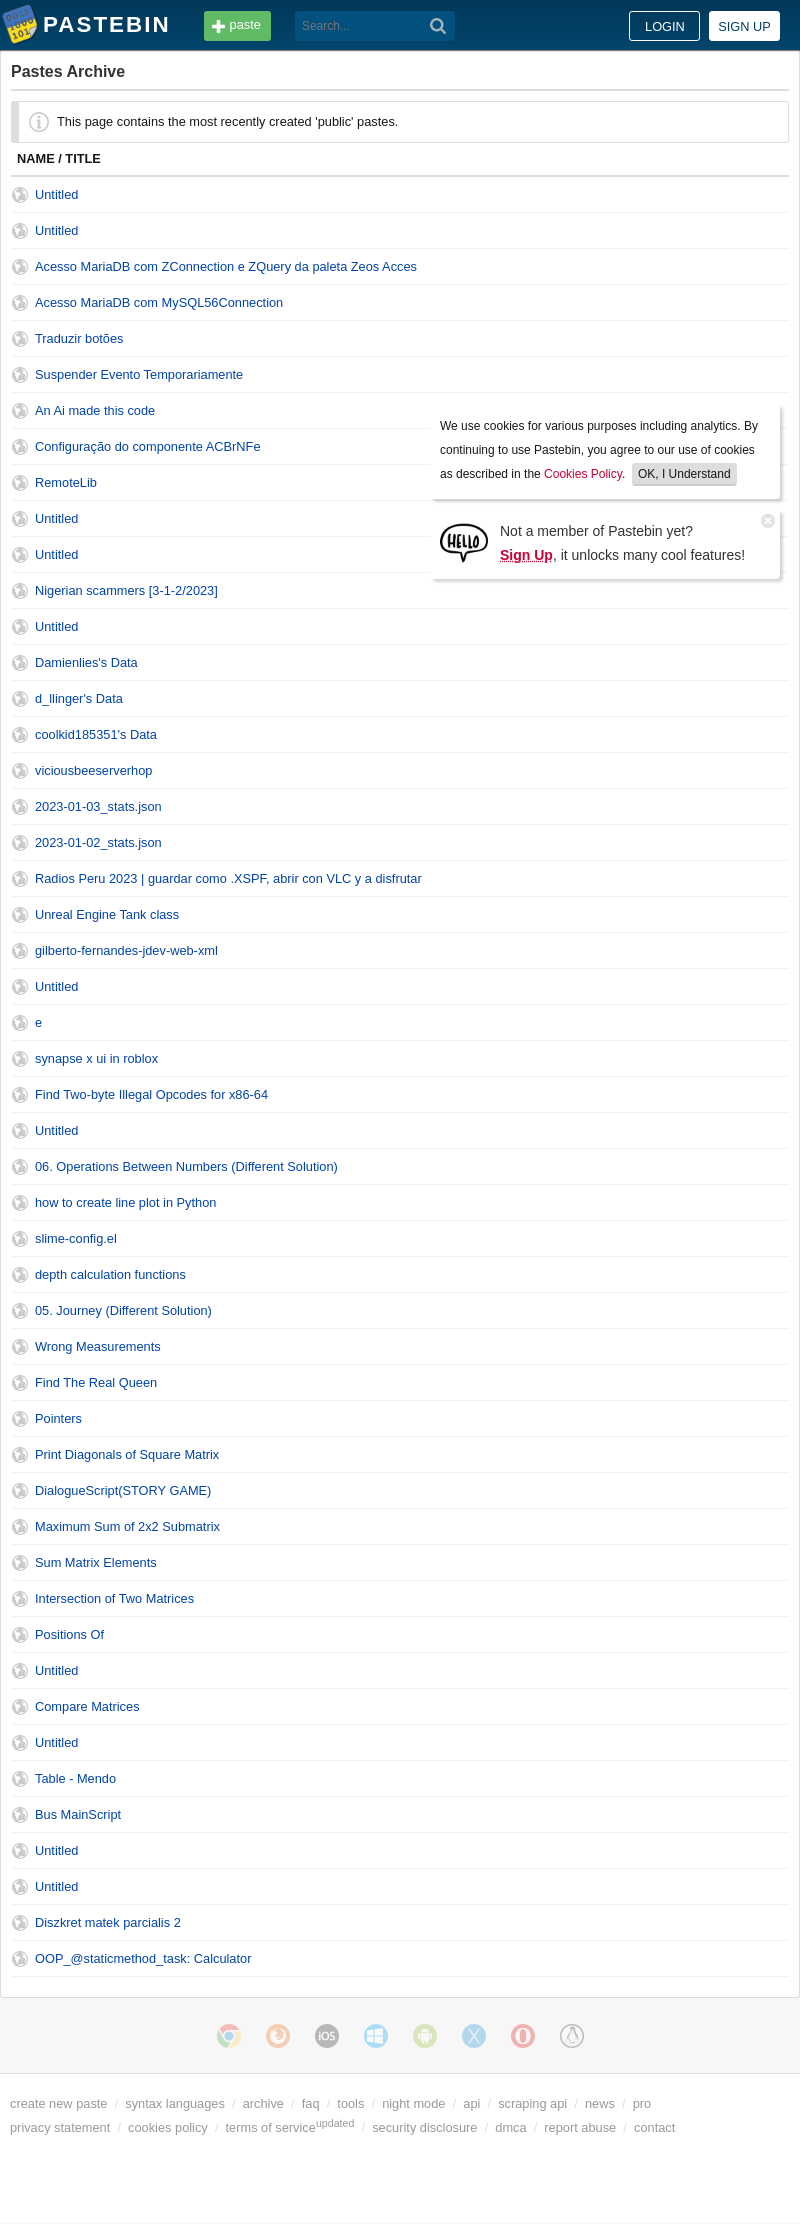 PASTEBIN
paste
Search...
LOGIN
SIGN UP
Pastes Archive
This page contains the most recently created 'public' pastes.
NAME / TITLE
Untitled
Untitled
Acesso MariaDB com ZConnection e ZQuery da paleta Zeos Acces
Acesso MariaDB com MySQL56Connection
Traduzir botões
Suspender Evento Temporariamente
An Ai made this code
Configuração do componente ACBrNFe
RemoteLib
Untitled
Untitled
We use cookies for various purposes including analytics. By
continuing to use Pastebin, you agree to our use of cookies
as described in the Cookies Policy. OK, I Understand
HELLO
Not a member of Pastebin yet?
Sign Up, it unlocks many cool features!
Nigerian scammers [3-1-2/2023]
Untitled
Damienlies's Data
d_llinger's Data
coolkid185351's Data
viciousbeeserverhop
2023-01-03_stats.json
2023-01-02_stats.json
Radios Peru 2023 | guardar como .XSPF, abrir con VLC y a disfrutar
Unreal Engine Tank class
gilberto-fernandes-jdev-web-xml
Untitled
e
synapse x ui in roblox
Find Two-byte Illegal Opcodes for x86-64
Untitled
06. Operations Between Numbers (Different Solution)
how to create line plot in Python
slime-config.el
depth calculation functions
05. Journey (Different Solution)
Wrong Measurements
Find The Real Queen
Pointers
Print Diagonals of Square Matrix
DialogueScript(STORY GAME)
Maximum Sum of 2x2 Submatrix
Sum Matrix Elements
Intersection of Two Matrices
Positions Of
Untitled
Compare Matrices
Untitled
Table - Mendo
Bus MainScript
Untitled
Untitled
Diszkret matek parcialis 2
OOP_@staticmethod_task: Calculator
iOS
create new paste / syntax languages / archive / faq / tools / night mode / api / scraping api / news / pro
privacy statement / cookies policy / terms of service updated / security disclosure / dmca / report abuse / contact